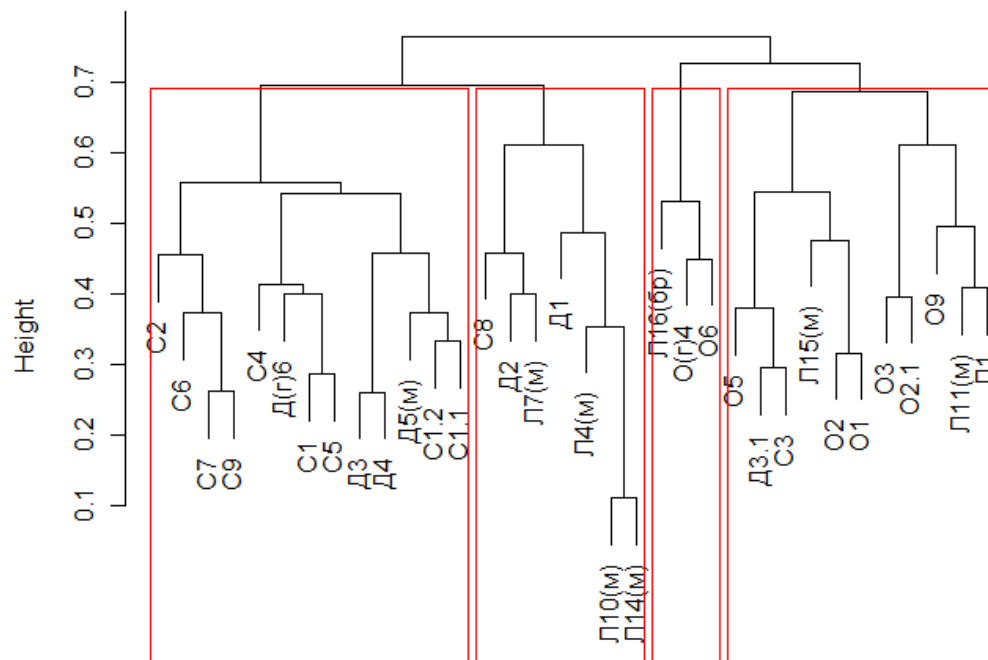 Height
0.7
0.6
0.5
0.4
0.3
0.2
0.1
С2
С6
С7
С9
С4
Д(г)6
С1
С5
Д3
Д4
Д5(м)
С1.2
С1.1
С8
Д2
Л7(м)
Д1
Л4(м)
Л10(м)
Л14(м)
Л16(бр)
О(г)4
О6
О5
Д3.1
С3
Л15(м)
О2
О1
О3
О2.1
О9
Л11(м)